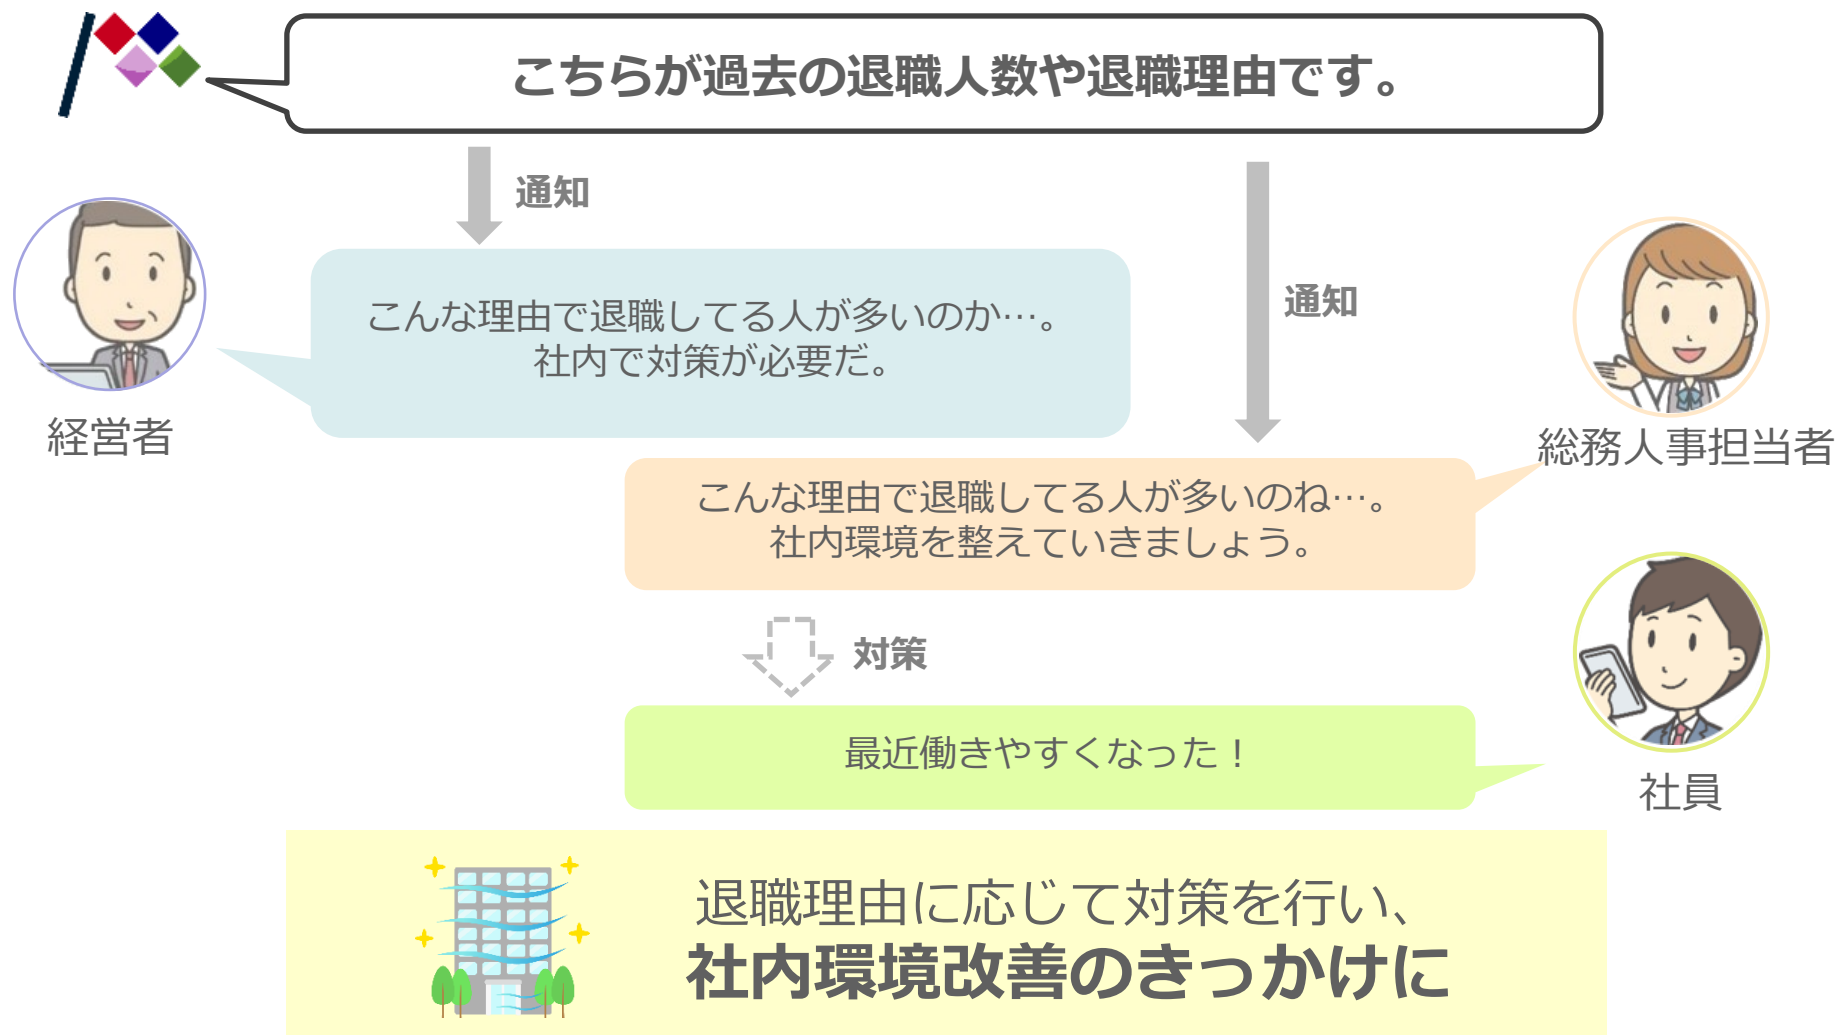 こちらが過去の退職人数や退職理由です。
通知
こんな理由で退職してる人が多いのか…。
社内で対策が必要だ。
経営者
通知
総務人事担当者
こんな理由で退職してる人が多いのね…。
社内環境を整えていきましょう。
対策
最近働きやすくなった！
社員
退職理由に応じて対策を行い、
社内環境改善のきっかけに